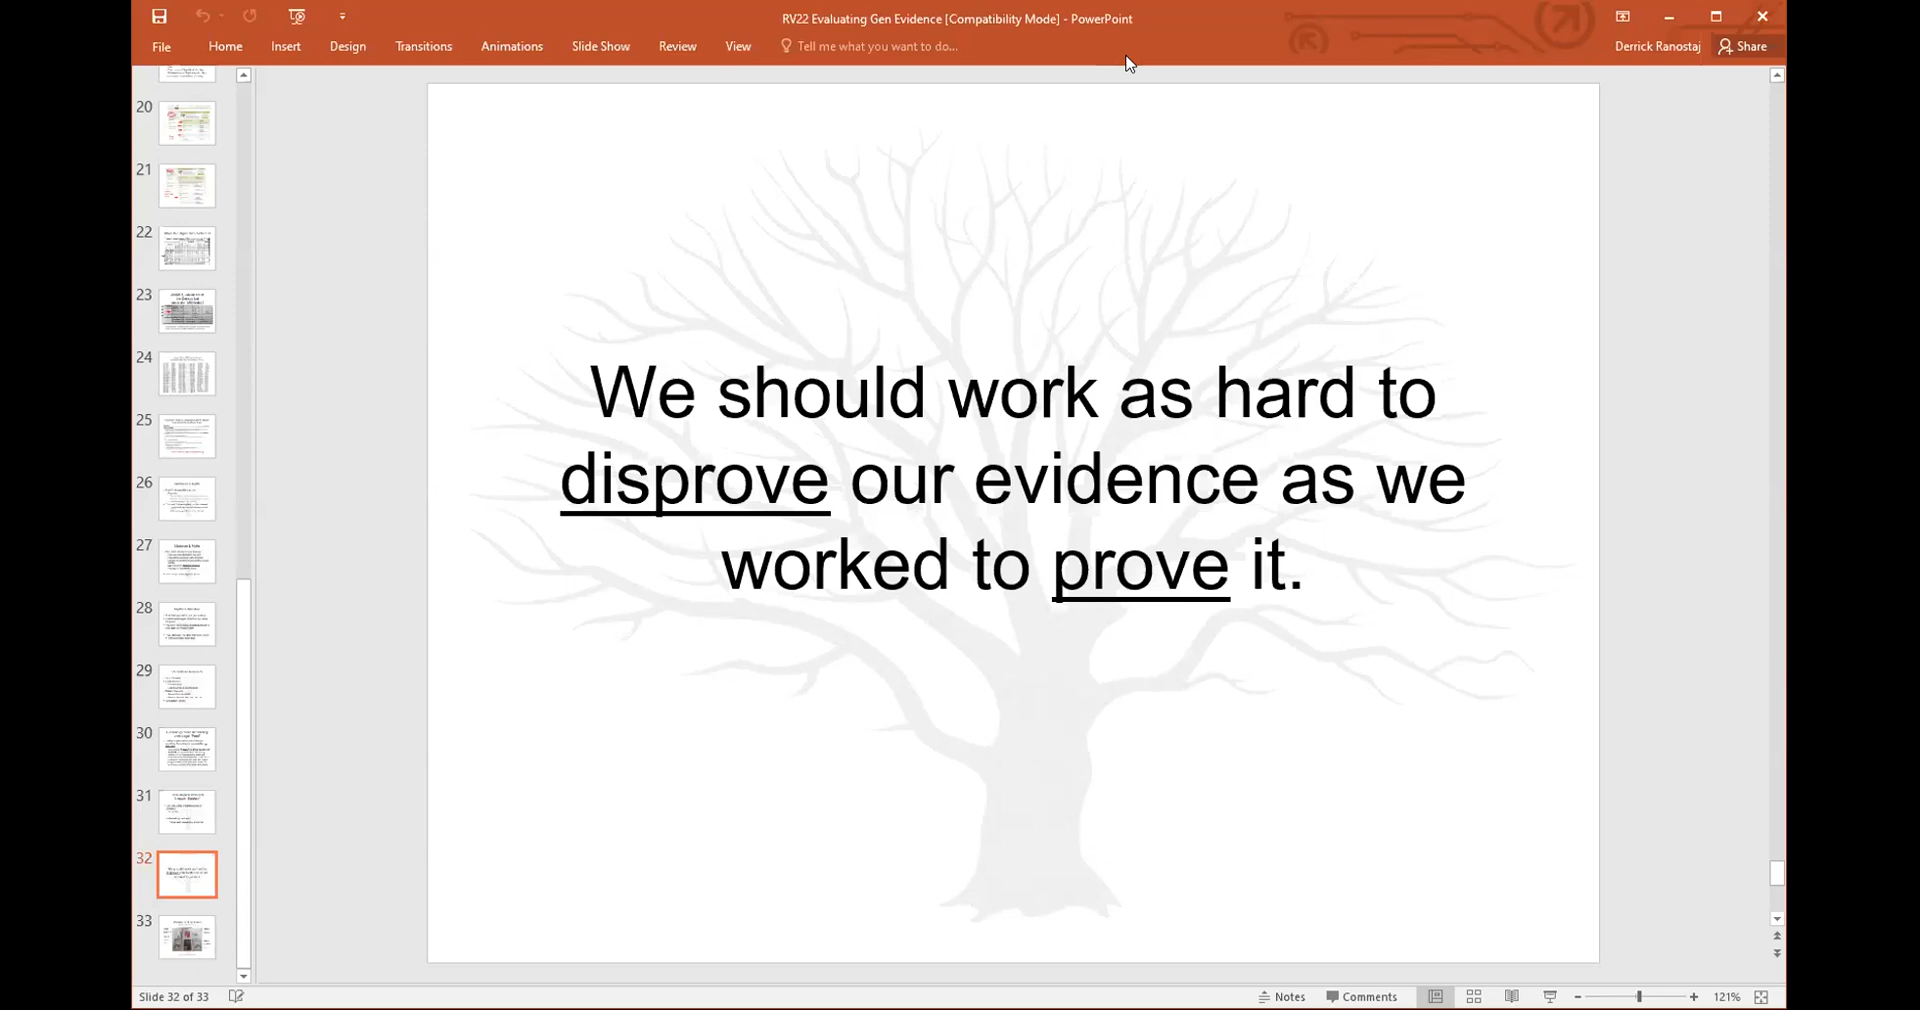 RV22 Evaluating Gen Evidence [Compatibility Mode] - PowerPoint
File Home Insert Design Transitions Animations Slide Show Review View Tell me what you want to do... Derrick Ranostaj Share
20
21
22
23
24
25
26
27
28
29
30
31
32
33
We should work as hard to
disprove our evidence as we
worked to prove it.
Slide 32 of 33 Notes Comments 121%